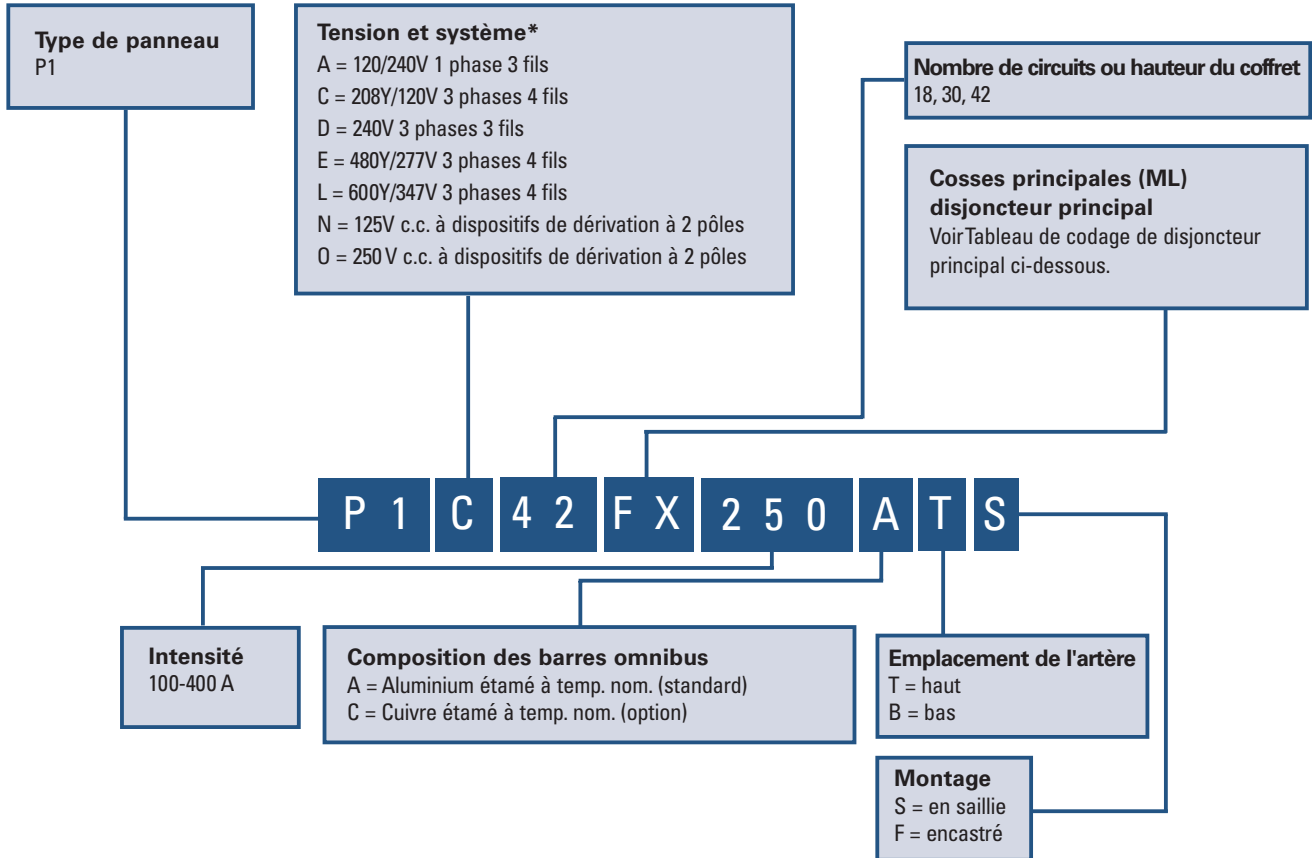 Type de panneau
P1
Tension et système*
A = 120/240V 1 phase 3 fils
C = 208Y/120V 3 phases 4 fils
D = 240V 3 phases 3 fils
E = 480Y/277V 3 phases 4 fils
L = 600Y/347V 3 phases 4 fils
N = 125V c.c. à dispositifs de dérivation à 2 pôles
O = 250 V c.c. à dispositifs de dérivation à 2 pôles
Nombre de circuits ou hauteur du coffret
18, 30, 42
Cosses principales (ML)
disjoncteur principal
VoirTableau de codage de disjoncteur
principal ci-dessous.
P 1 C 4 2 F X 2 5 0 A T S
Intensité
100-400 A
Composition des barres omnibus
A = Aluminium étamé à temp. nom. (standard)
C = Cuivre étamé à temp. nom. (option)
Emplacement de l'artère
T = haut
B = bas
Montage
S = en saillie
F = encastré